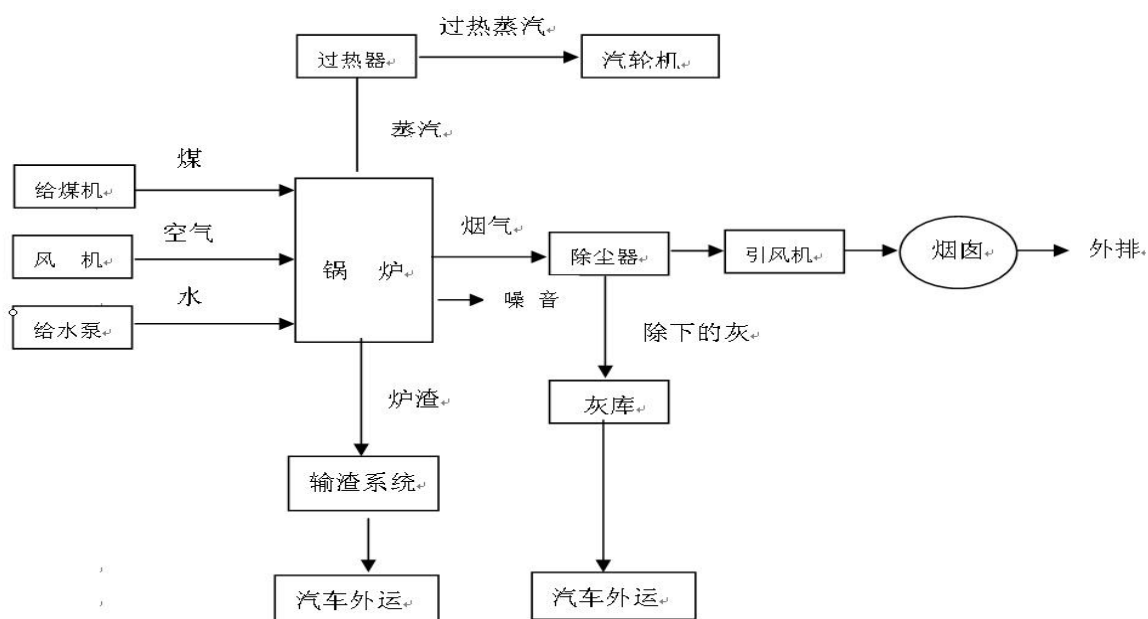 过热蒸汽
过热器
汽轮机
蒸汽
煤
给煤机
空气
烟气
风 机
锅 炉
除尘器
引风机
烟囱
外排
水
噪 音
给水泵
除下的灰
炉渣
灰库
输渣系统
汽车外运
汽车外运